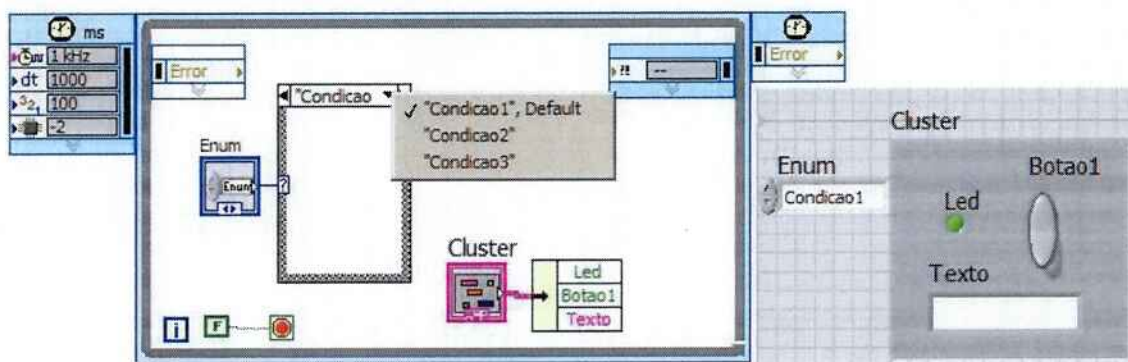 ms
1 kHz
dt 1000
100
-2
Error
"Condicao
"Condicao1", Default
"Condicao2"
"Condicao3"
Enum
Enum
?
Cluster
Led
Botao1
Texto
i
F
?! --
Error
Cluster
Enum
Condicao1
Botao1
Led
Texto